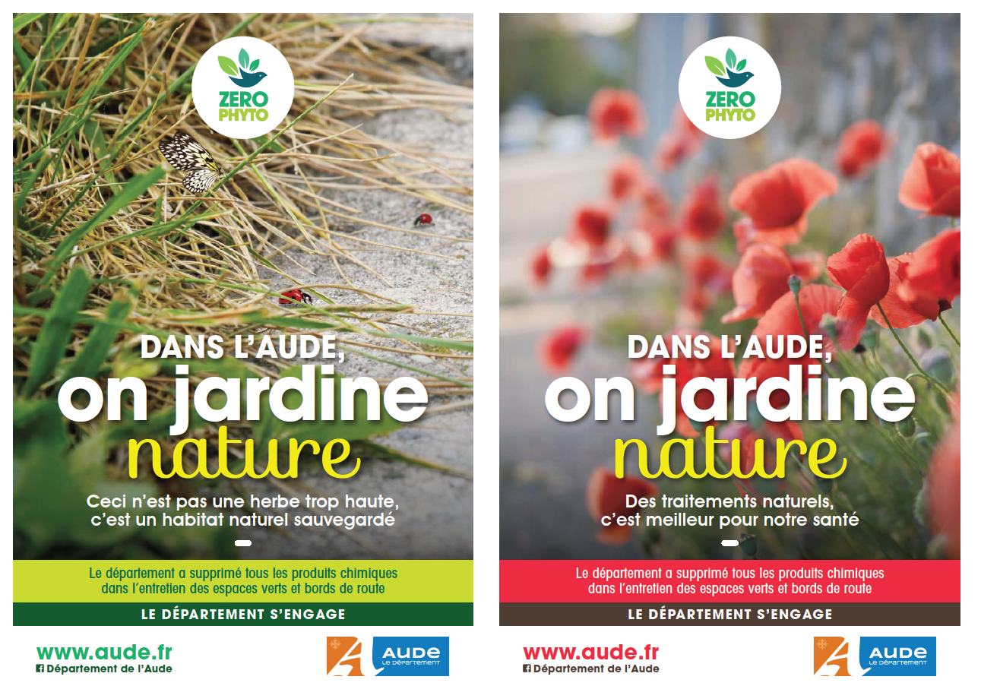 ZERO
PHYTO
DANS L'AUDE,
on jardine
nature
Ceci n'est pas une herbe trop haute,
c'est un habitat naturel sauvegardé
Le département a supprimé tous les produits chimiques
dans l'entretien des espaces verts et bords de route
LE DÉPARTEMENT S'ENGAGE
www.aude.fr
Département de l'Aude
AUDE
LE DÉPARTEMENT
ZERO
PHYTO
DANS L'AUDE,
on jardine
nature
Des traitements naturels,
c'est meilleur pour notre santé
Le département a supprimé tous les produits chimiques
dans l'entretien des espaces verts et bords de route
LE DÉPARTEMENT S'ENGAGE
www.aude.fr
Département de l'Aude
AUDE
LE DÉPARTEMENT